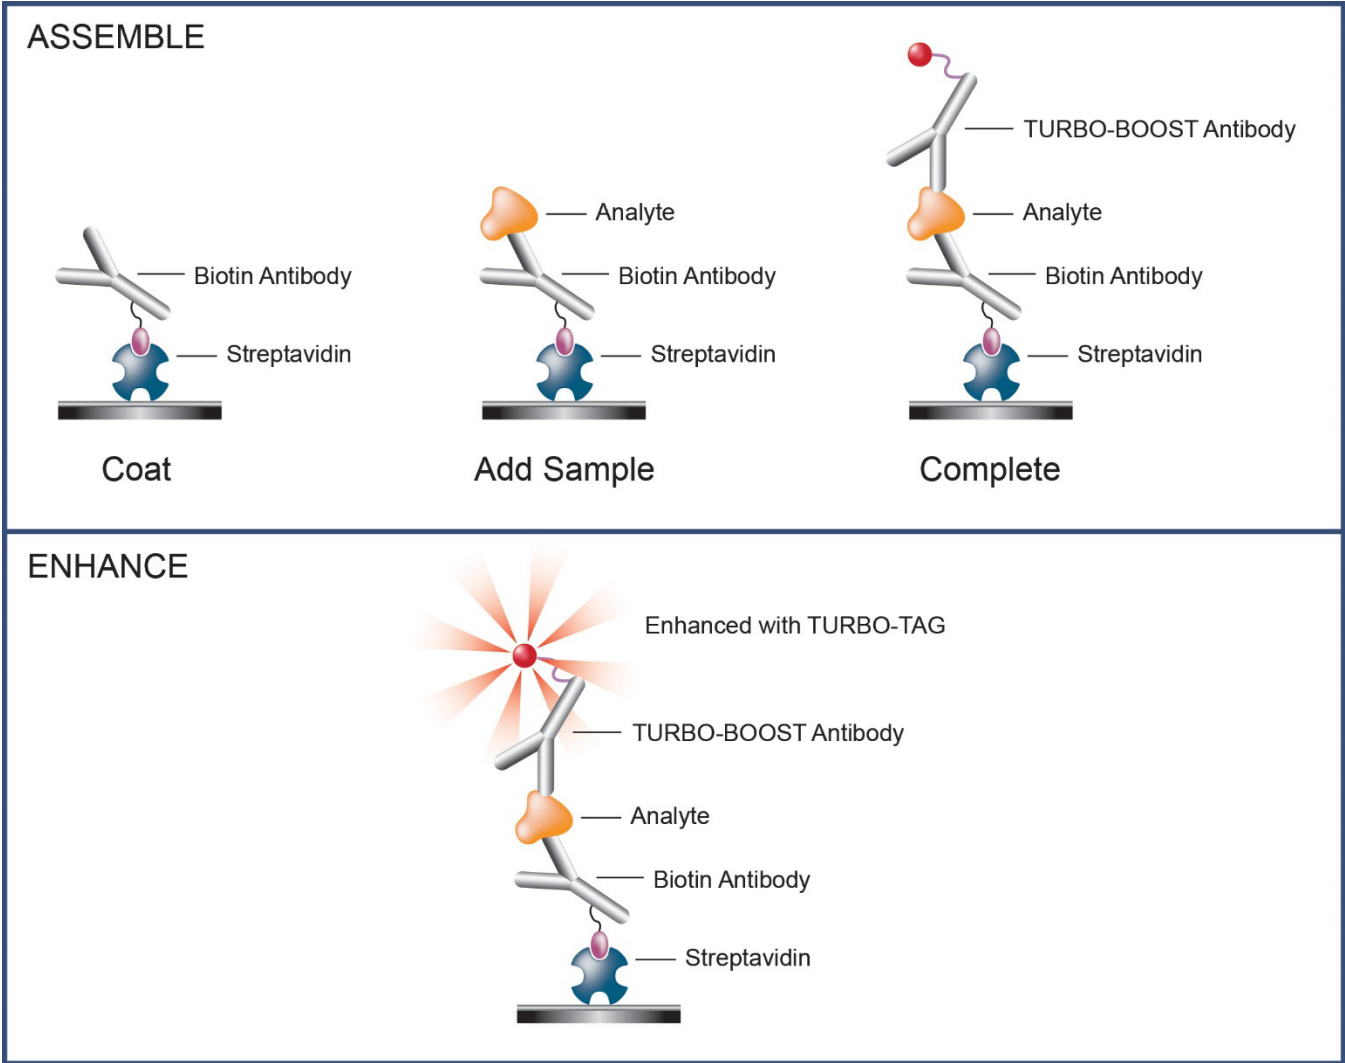 ASSEMBLE
Biotin Antibody
Streptavidin
Coat
Analyte
Biotin Antibody
Streptavidin
Add Sample
TURBO-BOOST Antibody
Analyte
Biotin Antibody
Streptavidin
Complete
ENHANCE
Enhanced with TURBO-TAG
TURBO-BOOST Antibody
Analyte
Biotin Antibody
Streptavidin